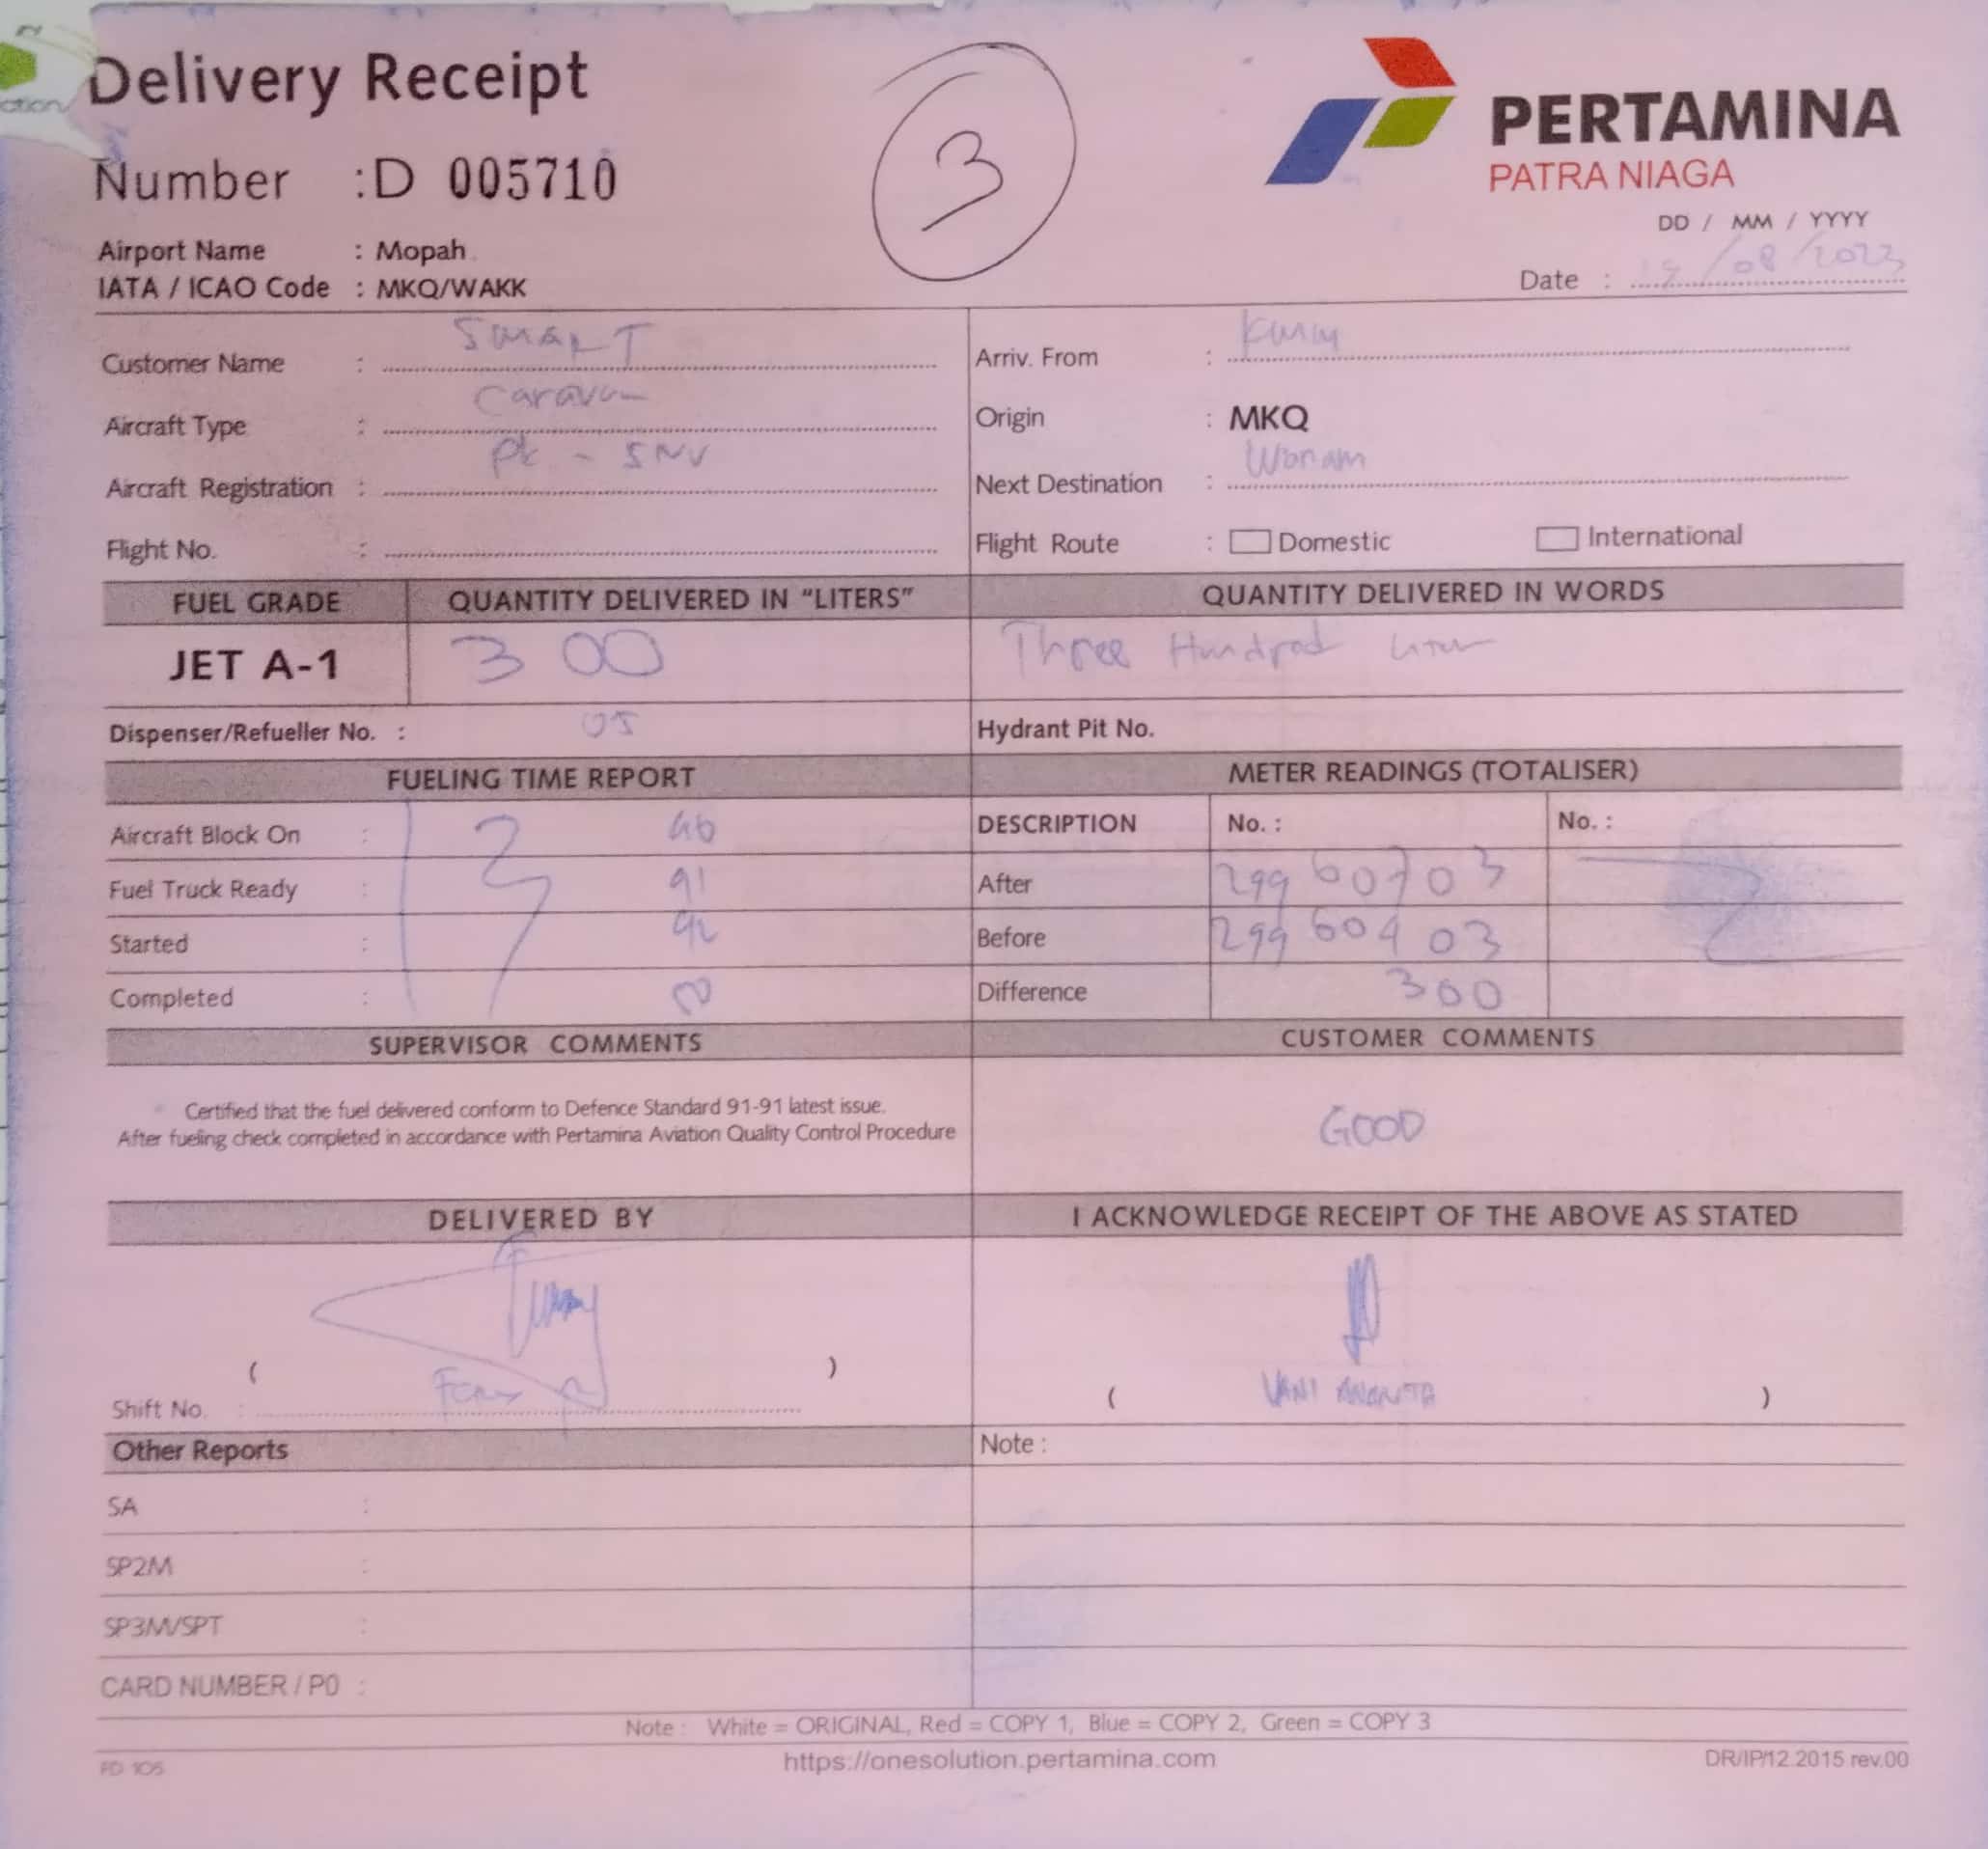 Delivery Receipt
3
PERTAMINA
PATRA NIAGA
Number : D 005710
DD / MM / YYYY
Airport Name : Mopah
IATA / ICAO Code : MKQ/WAKK
Date : /08/2023
Customer Name : SMART
Arriv. From :
Aircraft Type : Caravan
Origin : MKQ
Aircraft Registration : PK - SNV
Next Destination : Wanam
Flight No. :
Flight Route : Domestic International
FUEL GRADE QUANTITY DELIVERED IN "LITERS" QUANTITY DELIVERED IN WORDS
JET A-1 300 Three Hundred Liter
Dispenser/Refueller No. : 05 Hydrant Pit No.
FUELING TIME REPORT METER READINGS (TOTALISER)
Aircraft Block On :
DESCRIPTION No. : No. :
Fuel Truck Ready :
After 29960703
Started :
Before 29960403
Completed :
Difference 300
SUPERVISOR COMMENTS CUSTOMER COMMENTS
Certified that the fuel delivered conform to Defence Standard 91-91 latest issue.
After fueling check completed in accordance with Pertamina Aviation Quality Control Procedure
GOOD
DELIVERED BY I ACKNOWLEDGE RECEIPT OF THE ABOVE AS STATED
( )
Shift No. :
( VANI )
Other Reports Note :
SA :
SP2M :
SP3M/SPT :
CARD NUMBER / P0 :
Note : White = ORIGINAL, Red = COPY 1, Blue = COPY 2, Green = COPY 3
FD 105 https://onesolution.pertamina.com DR/IP/12.2015 rev.00